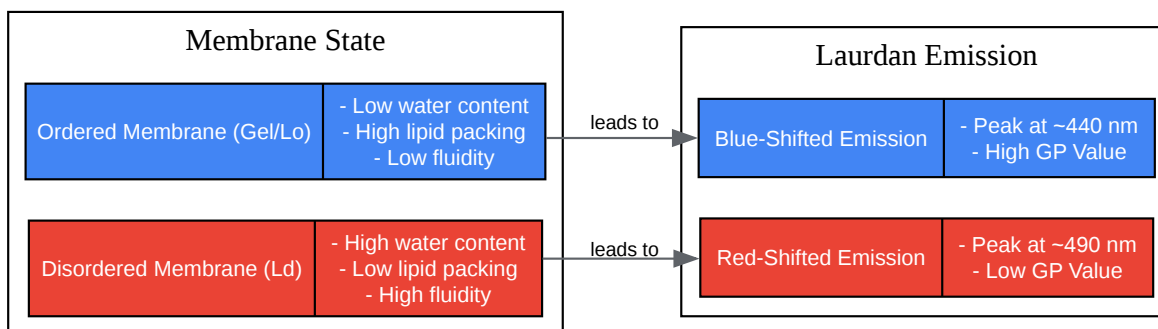 Membrane State
Ordered Membrane (Gel/Lo)
- Low water content
- High lipid packing
- Low fluidity
leads to
Disordered Membrane (Ld)
- High water content
- Low lipid packing
- High fluidity
leads to
Laurdan Emission
Blue-Shifted Emission
- Peak at ~440 nm
- High GP Value
Red-Shifted Emission
- Peak at ~490 nm
- Low GP Value